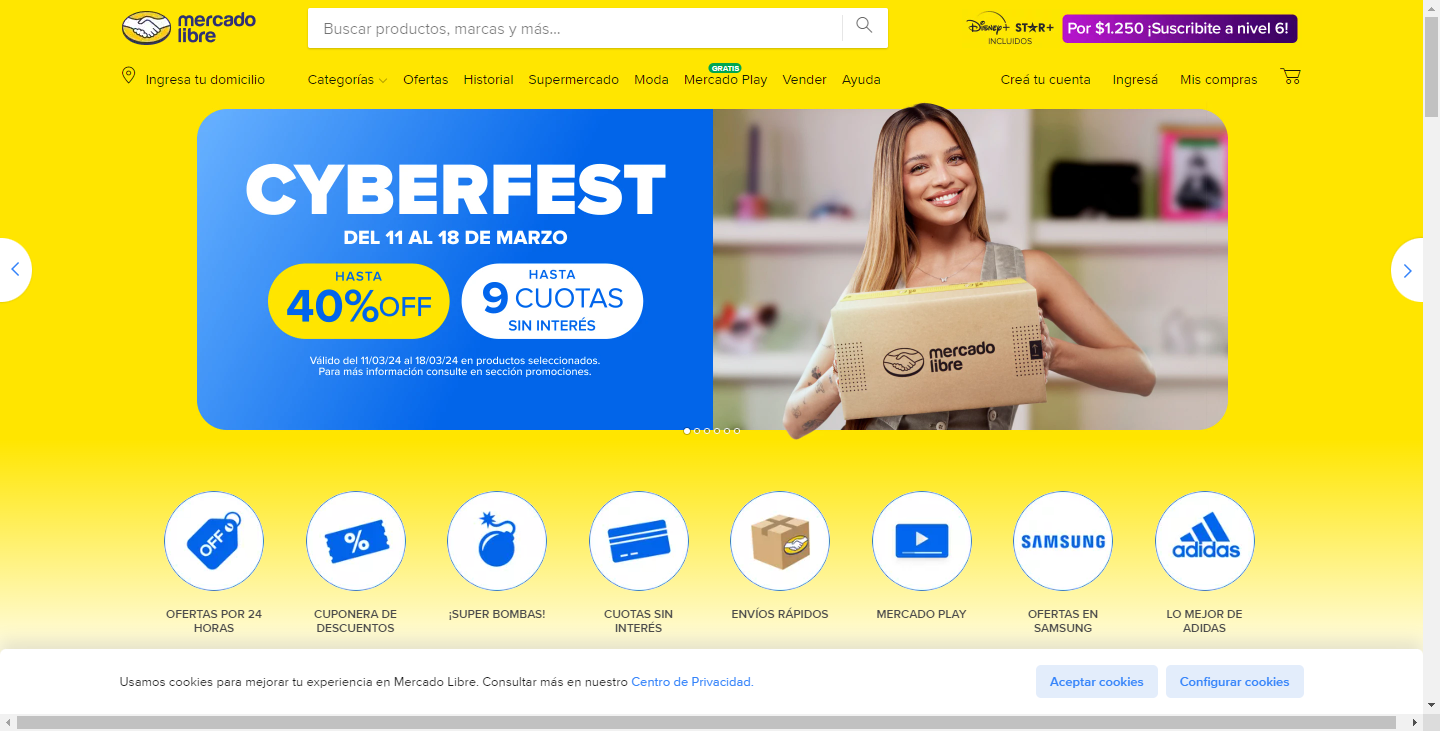 mercado
libre
Buscar productos, marcas y más...
Disney+ STAR+
INCLUIDOS
Por $1.250 ¡Suscribite a nivel 6!
Ingresa tu domicilio
Categorías
Ofertas
Historial
Supermercado
Moda
GRATIS
Mercado Play
Vender
Ayuda
Creá tu cuenta
Ingresá
Mis compras
CYBERFEST
DEL 11 AL 18 DE MARZO
HASTA
40% OFF
HASTA
9 CUOTAS
SIN INTERÉS
Válido del 11/03/24 al 18/03/24 en productos seleccionados.
Para más información consulte en sección promociones.
mercado
libre
OFF
%
SAMSUNG
adidas
OFERTAS POR 24
HORAS
CUPONERA DE
DESCUENTOS
¡SUPER BOMBAS!
CUOTAS SIN
INTERÉS
ENVÍOS RÁPIDOS
MERCADO PLAY
OFERTAS EN
SAMSUNG
LO MEJOR DE
ADIDAS
Usamos cookies para mejorar tu experiencia en Mercado Libre. Consultar más en nuestro Centro de Privacidad.
Aceptar cookies
Configurar cookies